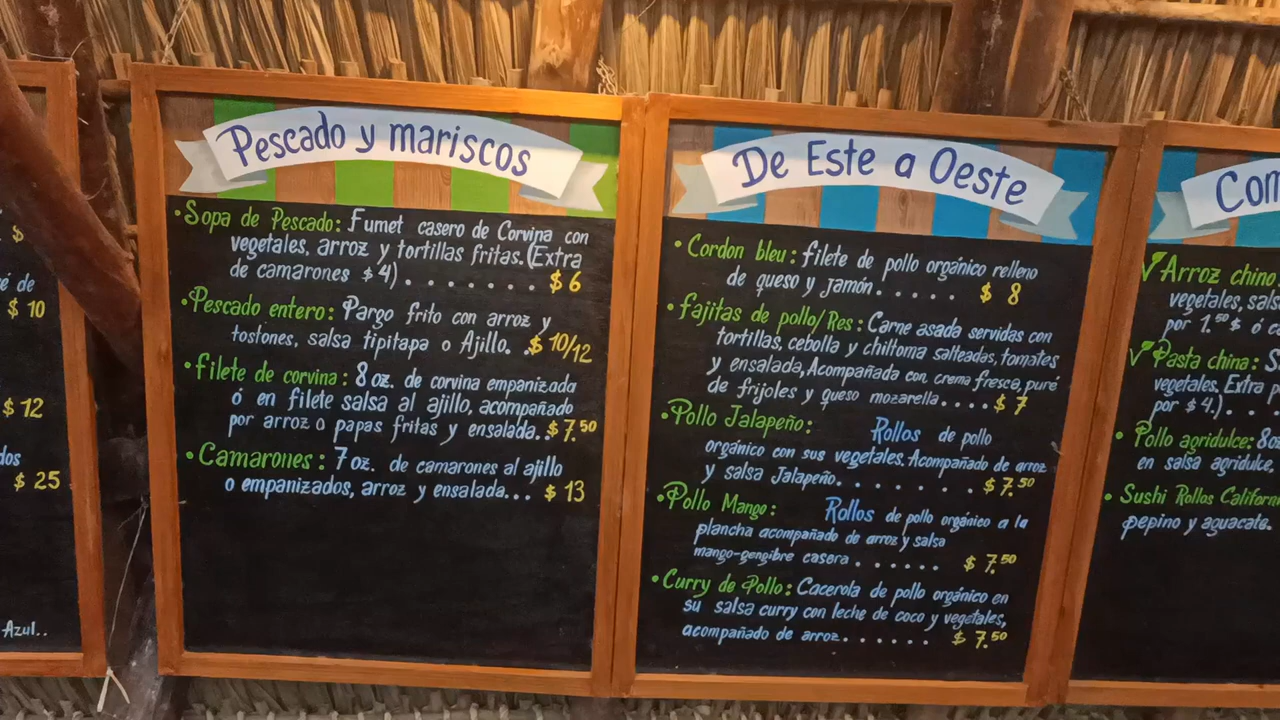 $
é de
$ 10
$ 12
dos
$ 25
Azul..
Pescado y mariscos
•Sopa de Pescado: Fumet casero de Corvina con
vegetales, arroz y tortillas fritas. (Extra
de camarones $4) . . . . . . . $6
•Pescado entero: Pargo frito con arroz y
tostones, salsa tipitapa o Ajillo. . $10/12
•Filete de corvina: 8 oz. de corvina empanizada
ó en filete salsa al ajillo, acompañado
por arroz o papas fritas y ensalada. $7.50
•Camarones: 7 oz. de camarones al ajillo
o empanizados, arroz y ensalada... $13
De Este a Oeste
•Cordon bleu: filete de pollo orgánico relleno
de queso y jamón. . . . . $ 8
•fajitas de pollo/Res: Carne asada servidas con
tortillas, cebolla y chiltoma salteadas, tomates
y ensalada, Acompañada con crema fresca, puré
de frijoles y queso mozarella. . . . $ 7
•Pollo Jalapeño: Rollos de pollo
orgánico con sus vegetales. Acompañado de arroz
y salsa Jalapeño. . . . . . . . $7.50
•Pollo Mango: Rollos de pollo orgánico a la
plancha acompañado de arroz y salsa
mango-gengibre casera . . . . . . $ 7.50
•Curry de Pollo: Cacerola de pollo orgánico en
su salsa curry con leche de coco y vegetales,
acompañado de arroz. . . . . . . $ 7.50
Com
Arroz chino
vegetales, sals
por 1.50$ ó c
Pasta china: S
vegetales, Extra p
por $4.). .
•Pollo agridulce: 8oz
en salsa agridulce,
•Sushi Rollos Californ
pepino y aguacate.